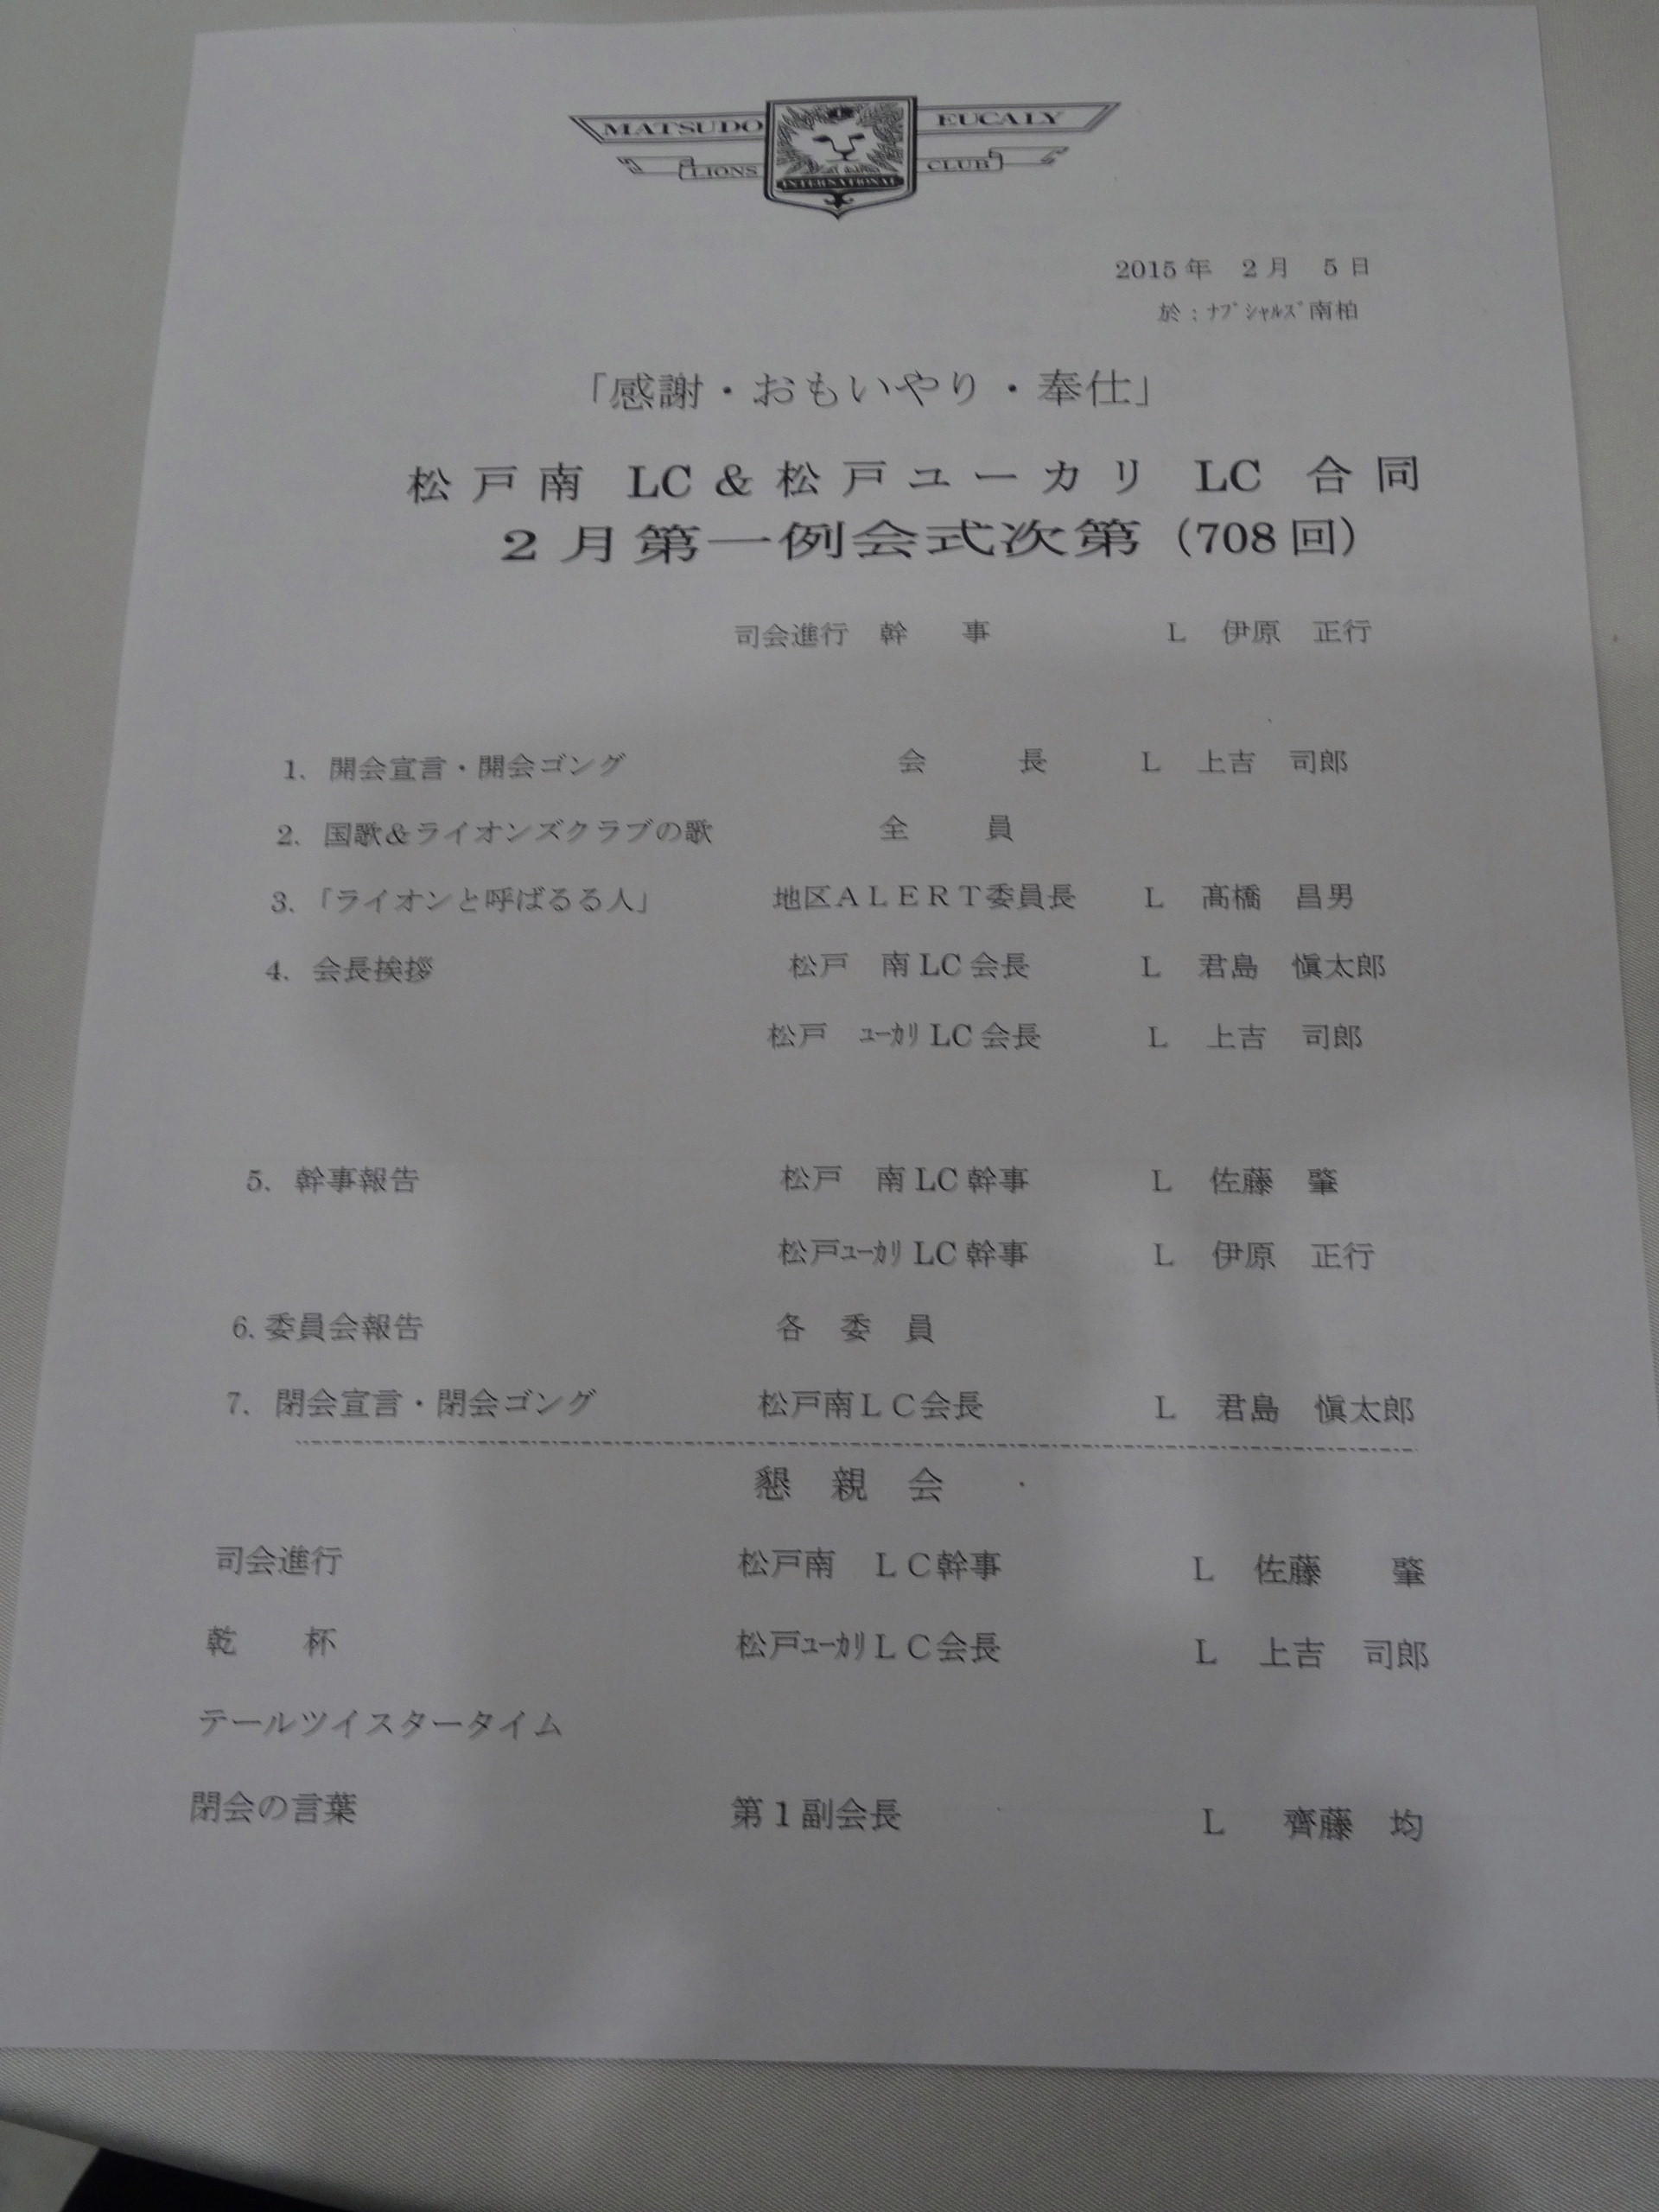 MATSUDO EUCALY
LIONS CLUB
INTERNATIONAL
2015年 2月 5日
於：ﾅﾌﾟｼｬﾙｽﾞ南柏
「感謝・おもいやり・奉仕」
松戸南 LC＆松戸ユーカリ LC 合同
2月第一例会式次第（708回）
司会進行 幹 事 L 伊原 正行
1. 開会宣言・開会ゴング 会 長 L 上吉 司郎
2. 国歌＆ライオンズクラブの歌 全 員
3.「ライオンと呼ばるる人」 地区ＡＬＥＲＴ委員長 L 髙橋 昌男
4. 会長挨拶 松戸 南LC会長 L 君島 愼太郎
松戸 ﾕｰｶﾘ LC会長 L 上吉 司郎
5. 幹事報告 松戸 南LC幹事 L 佐藤 肇
松戸ﾕｰｶﾘ LC幹事 L 伊原 正行
6. 委員会報告 各 委 員
7. 閉会宣言・閉会ゴング 松戸南ＬＣ会長 L 君島 愼太郎
懇 親 会
司会進行 松戸南 ＬＣ幹事 L 佐藤 肇
乾 杯 松戸ﾕｰｶﾘＬＣ会長 L 上吉 司郎
テールツイスタータイム
閉会の言葉 第1副会長 L 齊藤 均